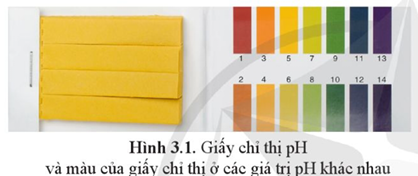 1 3 5 7 9 11 13
2 4 6 8 10 12 14
Hình 3.1. Giấy chỉ thị pH
và màu của giấy chỉ thị ở các giá trị pH khác nhau